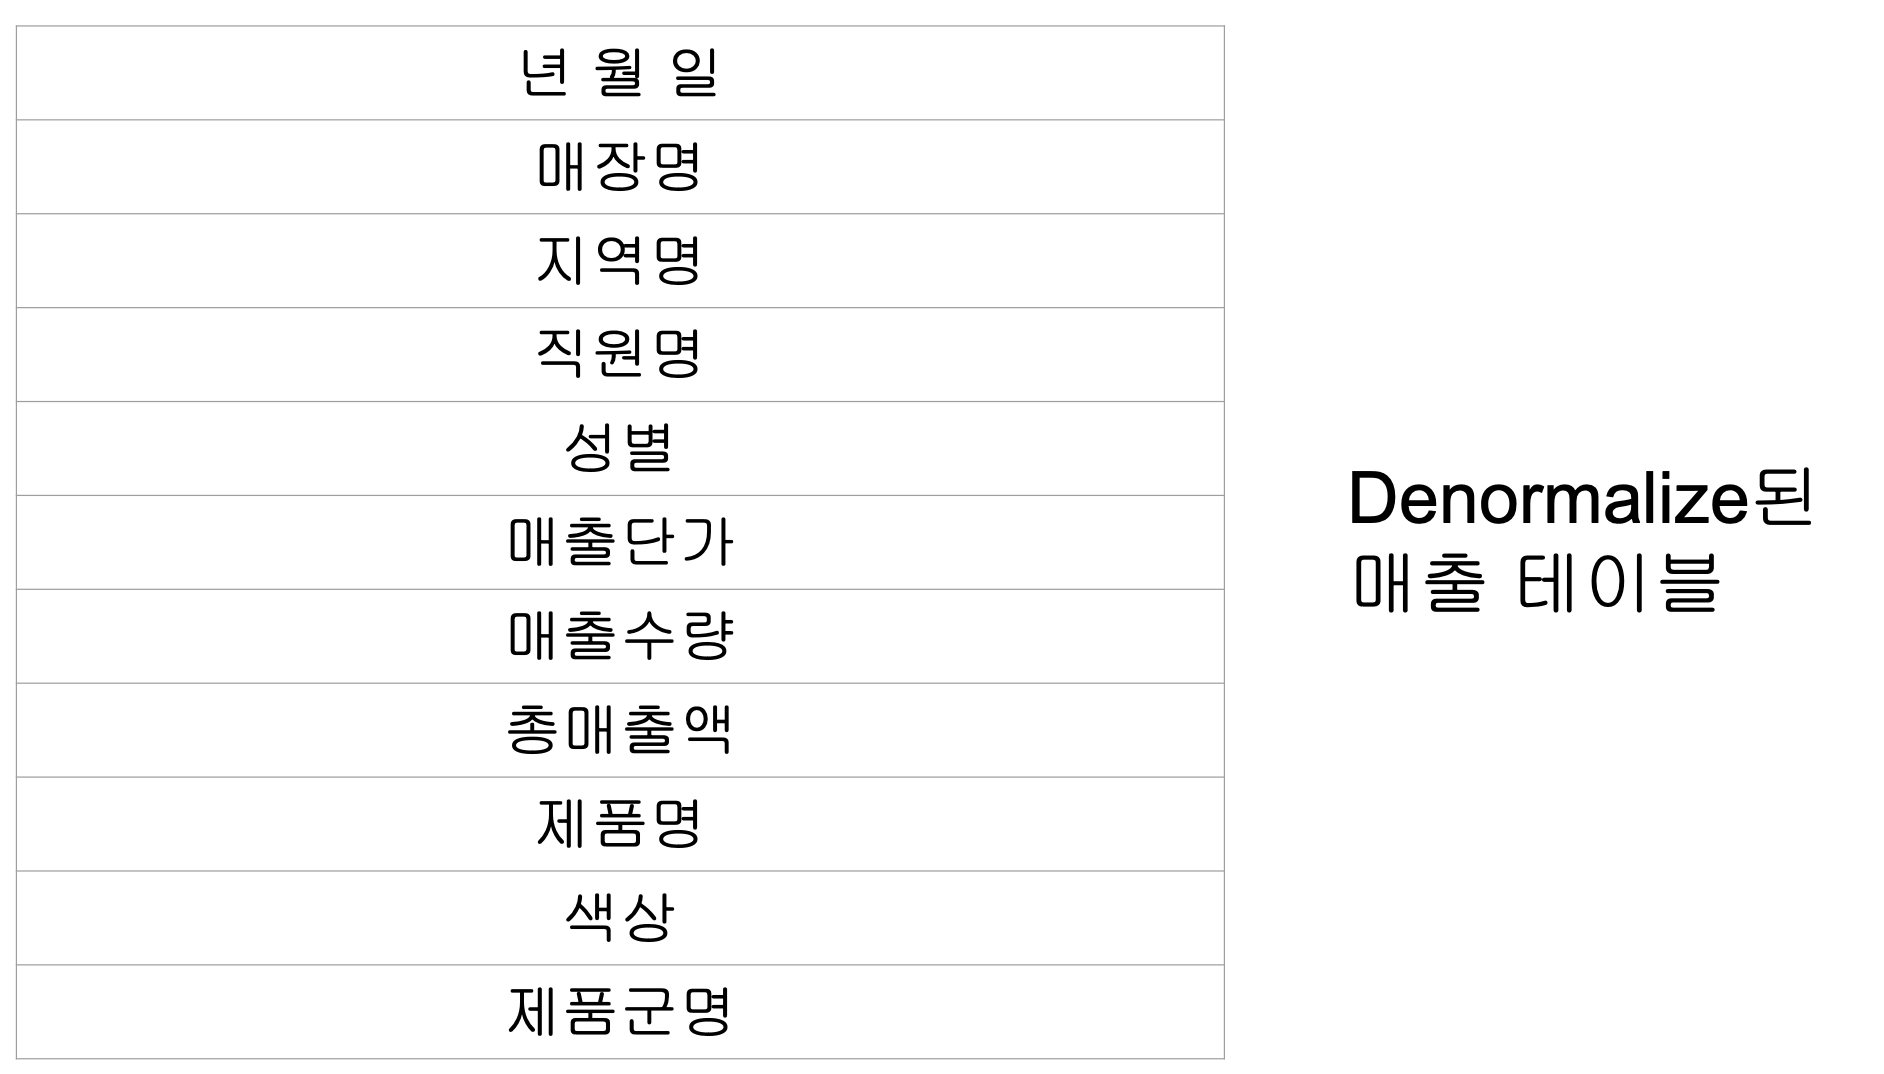 년 월 일
매장명
지역명
직원명
성별
매출단가
매출수량
총매출액
제품명
색상
제품군명
Denormalize된
매출 테이블